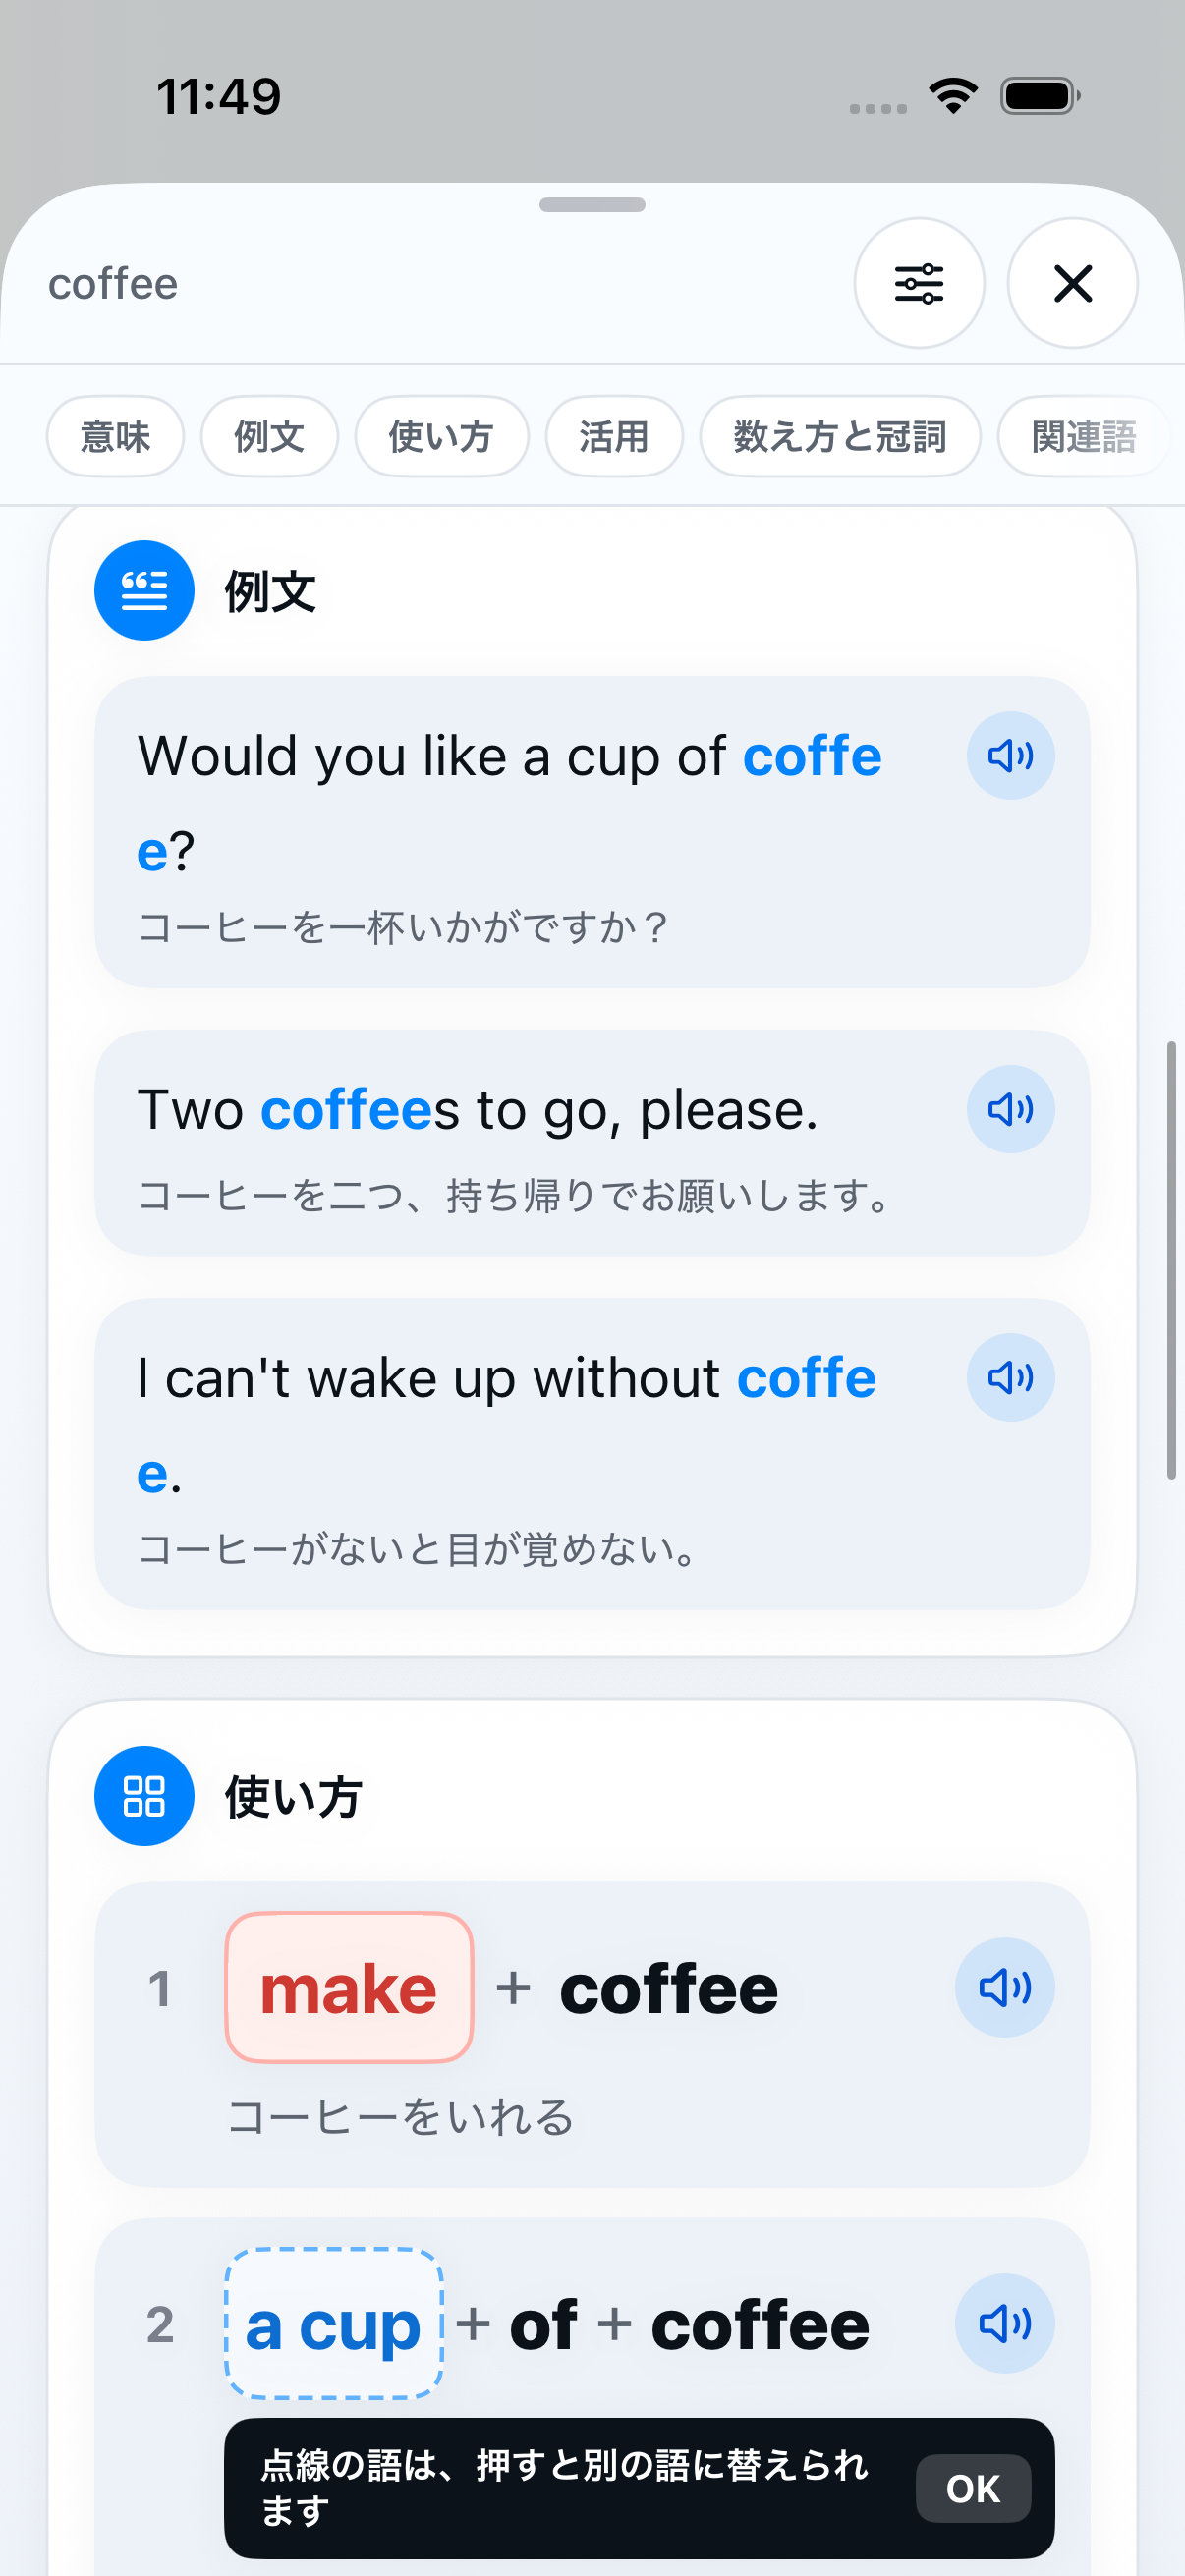 11:49
coffee
意味 例文 使い方 活用 数え方と冠詞 関連語
例文
Would you like a cup of coffe
e?
コーヒーを一杯いかがですか？
Two coffees to go, please.
コーヒーを二つ、持ち帰りでお願いします。
I can't wake up without coffe
e.
コーヒーがないと目が覚めない。
使い方
1 make + coffee
コーヒーをいれる
2 a cup + of + coffee
点線の語は、押すと別の語に替えられ
ます
OK